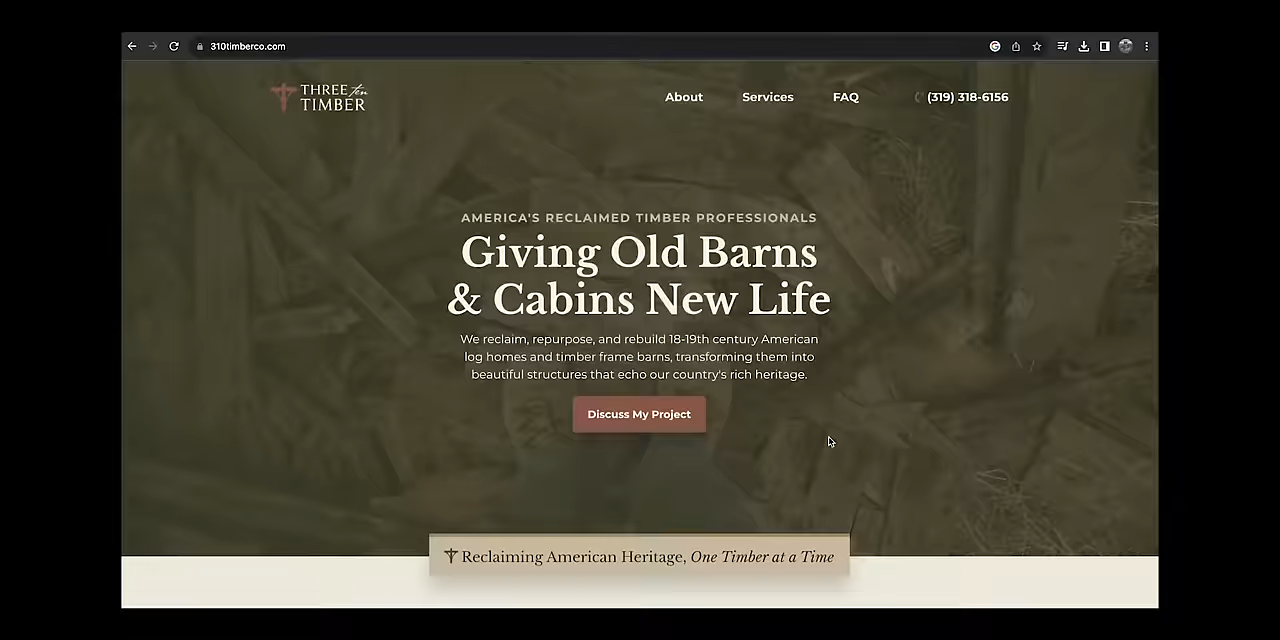 310timberco.com
THREE ten
TIMBER
About
Services
FAQ
(319) 318-6156
AMERICA'S RECLAIMED TIMBER PROFESSIONALS
Giving Old Barns
& Cabins New Life
We reclaim, repurpose, and rebuild 18-19th century American
log homes and timber frame barns, transforming them into
beautiful structures that echo our country's rich heritage.
Discuss My Project
Reclaiming American Heritage, One Timber at a Time